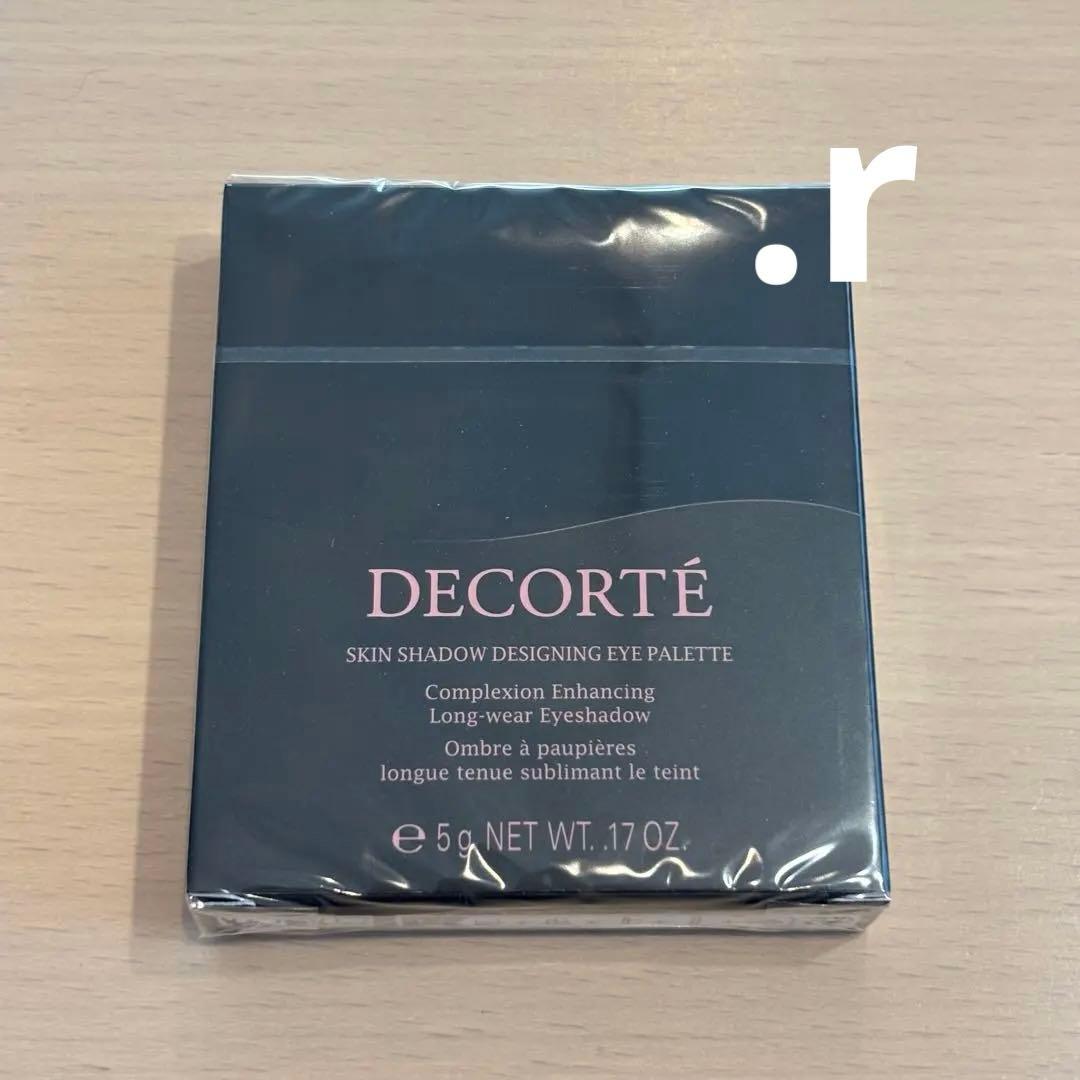 .r
DECORTÉ
SKIN SHADOW DESIGNING EYE PALETTE
Complexion Enhancing
Long-wear Eyeshadow
Ombre à paupières
longue tenue sublimant le teint
℮ 5g NET WT. .17 OZ.